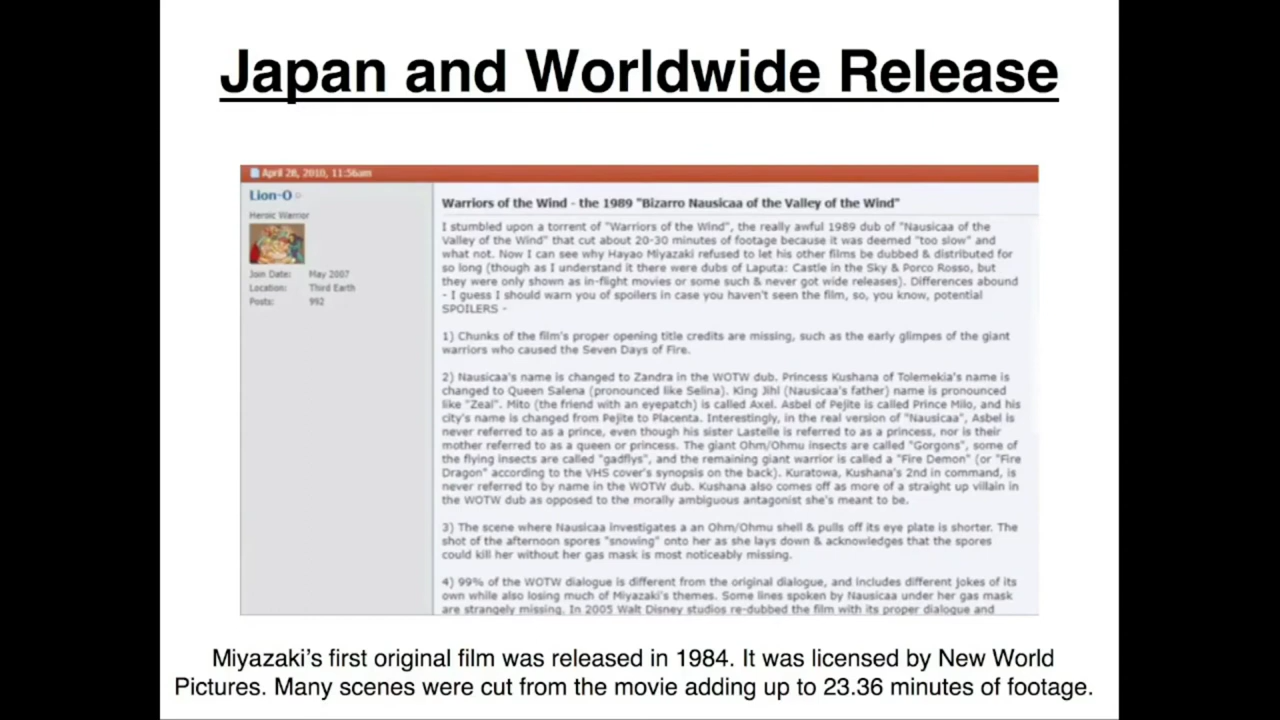 Japan and Worldwide Release
April 28, 2010, 11:56am
Lion-O
Heroic Warrior
Join Date: May 2007
Location: Third Earth
Posts: 992
Warriors of the Wind - the 1989 "Bizarro Nausicaa of the Valley of the Wind"
I stumbled upon a torrent of "Warriors of the Wind", the really awful 1989 dub of "Nausicaa of the
Valley of the Wind" that cut about 20-30 minutes of footage because it was deemed "too slow" and
what not. Now I can see why Hayao Miyazaki refused to let his other films be dubbed & distributed for
so long (though as I understand it there were dubs of Laputa: Castle in the Sky & Porco Rosso, but
they were only shown as in-flight movies or some such & never got wide releases). Differences abound
- I guess I should warn you of spoilers in case you haven't seen the film, so, you know, potential
SPOILERS -
1) Chunks of the film's proper opening title credits are missing, such as the early glimpses of the giant
warriors who caused the Seven Days of Fire.
2) Nausicaa's name is changed to Zandra in the WOTW dub. Princess Kushana of Tolemekia's name is
changed to Queen Salena (pronounced like Selina). King Jihl (Nausicaa's father) name is pronounced
like "Zeal". Mito (the friend with an eyepatch) is called Axel. Asbel of Pejite is called Prince Milo, and his
city's name is changed from Pejite to Placenta. Interestingly, in the real version of "Nausicaa", Asbel is
never referred to as a prince, even though his sister Lastelle is referred to as a princess, nor is their
mother referred to as a queen or princess. The giant Ohm/Ohmu insects are called "Gorgons", some of
the flying insects are called "gadflys", and the remaining giant warrior is called a "Fire Demon" (or "Fire
Dragon" according to the VHS cover's synopsis on the back). Kuratowa, Kushana's 2nd in command, is
never referred to by name in the WOTW dub. Kushana also comes off as more of a straight up villain in
the WOTW dub as opposed to the morally ambiguous antagonist she's meant to be.
3) The scene where Nausicaa investigates a an Ohm/Ohmu shell & pulls off its eye plate is shorter. The
shot of the afternoon spores "snowing" onto her as she lays down & acknowledges that the spores
could kill her without her gas mask is most noticeably missing.
4) 99% of the WOTW dialogue is different from the original dialogue, and includes different jokes of its
own while also losing much of Miyazaki's themes. Some lines spoken by Nausicaa under her gas mask
are strangely missing. In 2005 Walt Disney studios re-dubbed the film with its proper dialogue and
Miyazaki's first original film was released in 1984. It was licensed by New World
Pictures. Many scenes were cut from the movie adding up to 23.36 minutes of footage.